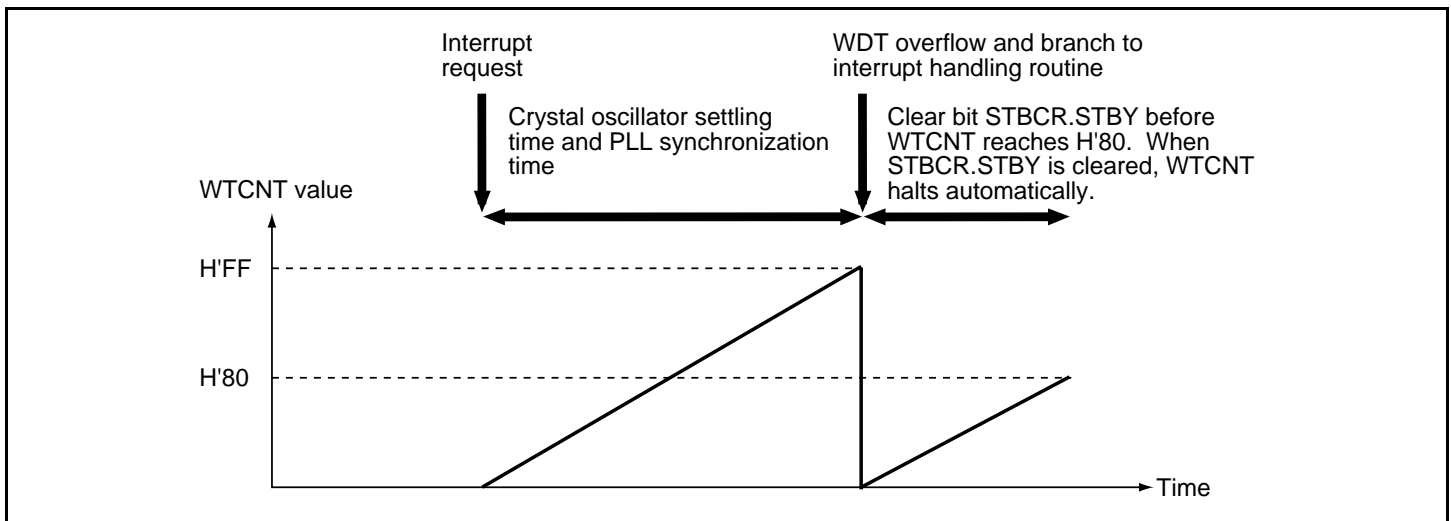 Interrupt
request
WDT overflow and branch to
interrupt handling routine
Crystal oscillator settling
time and PLL synchronization
time
Clear bit STBCR.STBY before
WTCNT reaches H'80.  When
STBCR.STBY is cleared, WTCNT
halts automatically.
WTCNT value
H'FF
H'80
Time